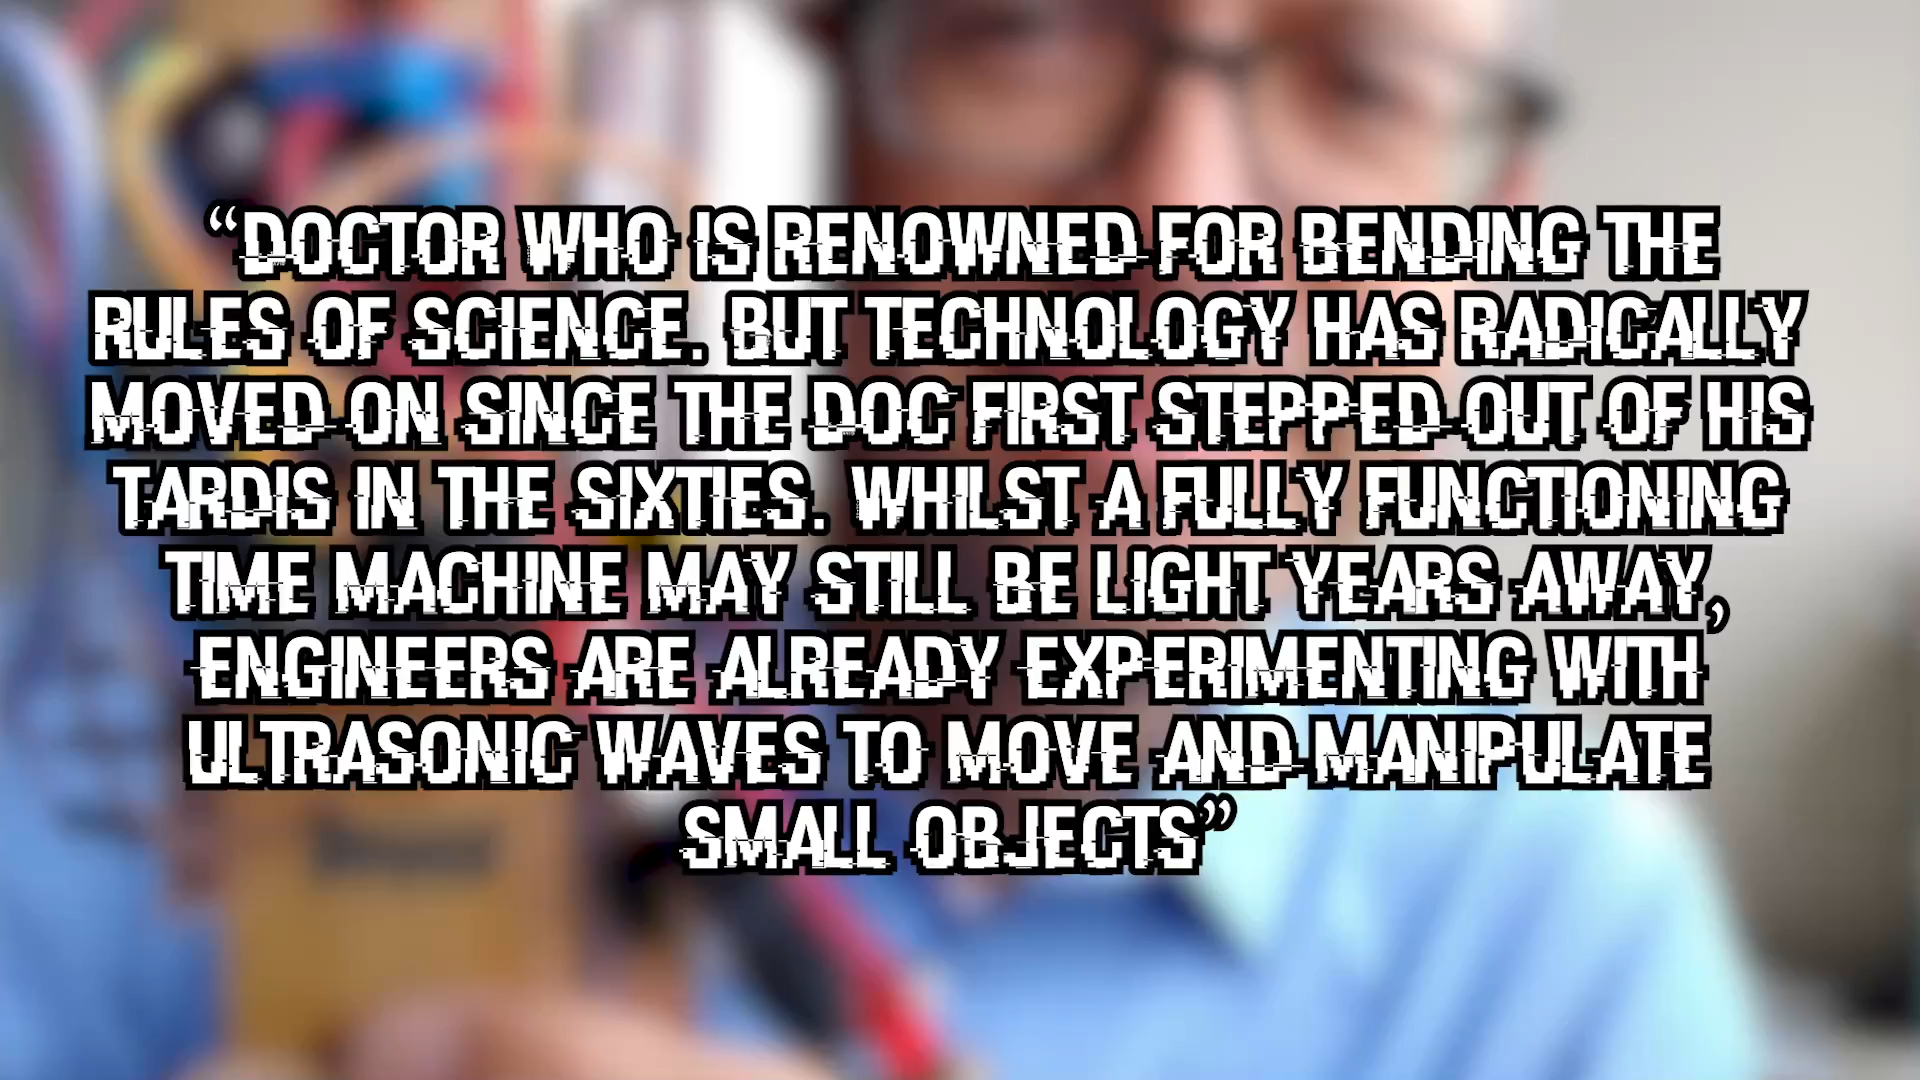 “DOCTOR WHO IS RENOWNED FOR BENDING THE
RULES OF SCIENCE. BUT TECHNOLOGY HAS RADICALLY
MOVED ON SINCE THE DOC FIRST STEPPED OUT OF HIS
TARDIS IN THE SIXTIES. WHILST A FULLY FUNCTIONING
TIME MACHINE MAY STILL BE LIGHT YEARS AWAY,
ENGINEERS ARE ALREADY EXPERIMENTING WITH
ULTRASONIC WAVES TO MOVE AND MANIPULATE
SMALL OBJECTS”